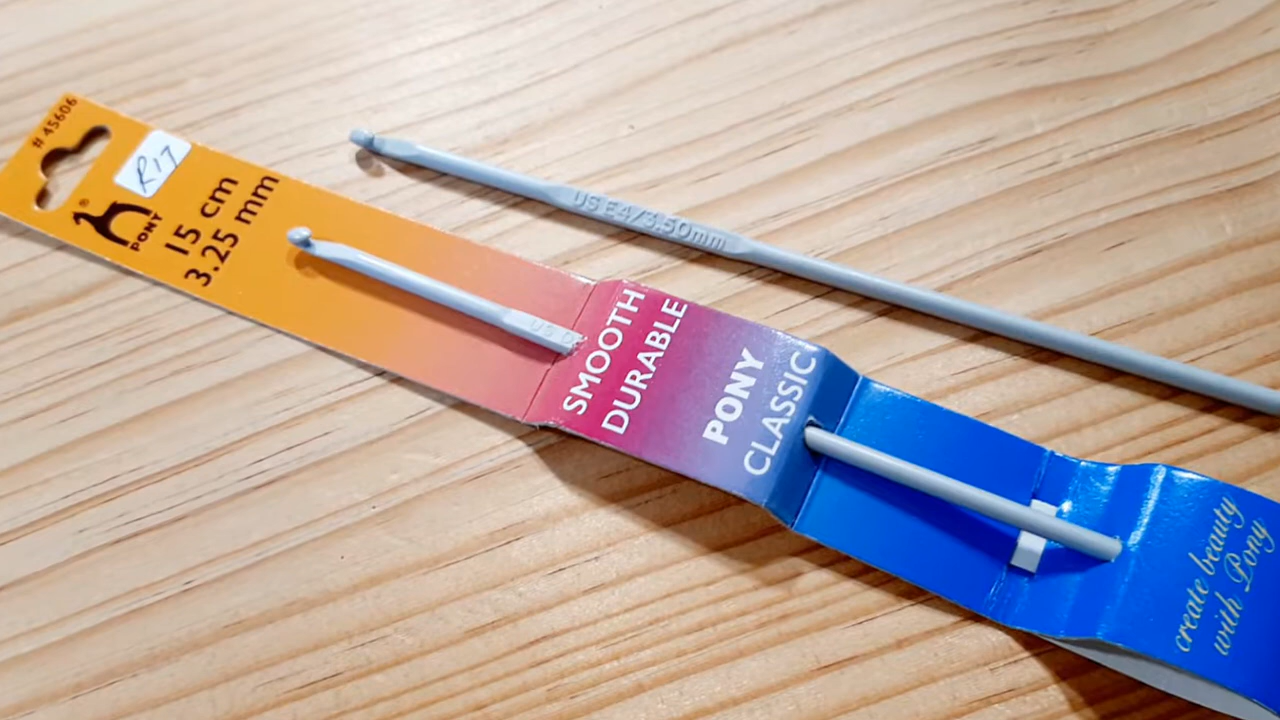 # 45606
R17
PONY
15 cm
3.25 mm
US E4/3.50mm
US
SMOOTH
DURABLE
PONY
CLASSIC
create beauty
with Pony